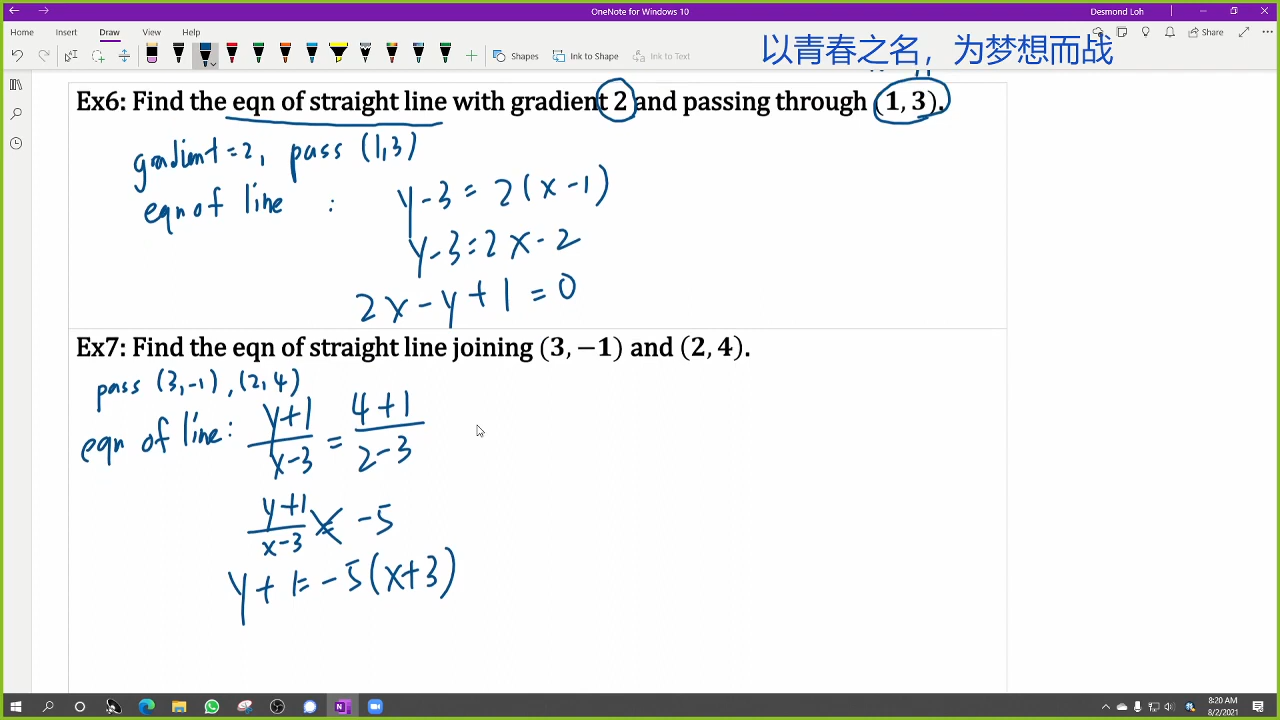 OneNote for Windows 10
Desmond Loh
Home Insert Draw View Help
Shapes Ink to Shape Ink to Text Share
以青春之名，为梦想而战
Ex6: Find the eqn of straight line with gradient 2 and passing through (1, 3).
gradient = 2, pass (1,3)
eqn of line : y - 3 = 2(x - 1)
y - 3 = 2x - 2
2x - y + 1 = 0
Ex7: Find the eqn of straight line joining (3, −1) and (2, 4).
pass (3, -1), (2, 4)
eqn of line: (y+1)/(x-3) = (4+1)/(2-3)
(y+1)/(x-3) = -5
y + 1 = -5(x+3)
8:20 AM
8/2/2021